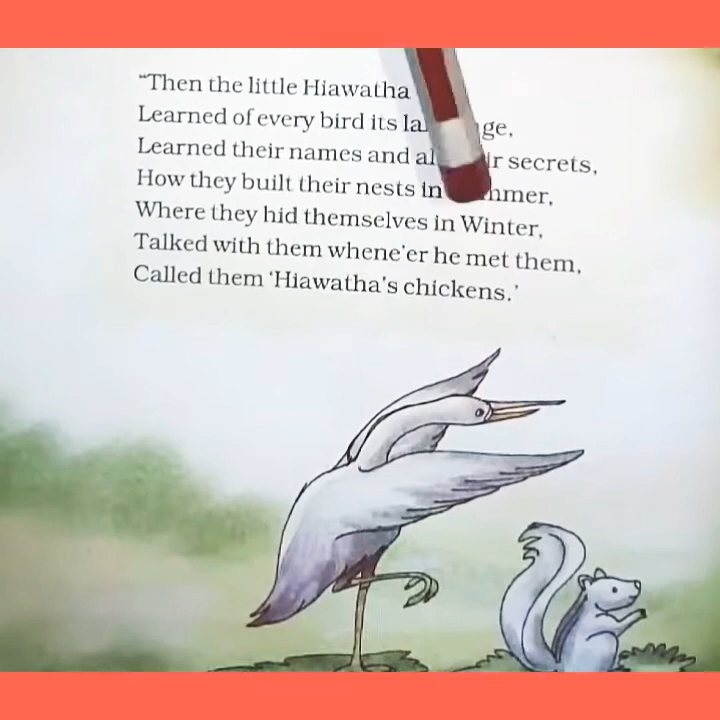 “Then the little Hiawatha
Learned of every bird its
Learned their names and secrets,
How they built their nests in
Where they hid themselves in Winter,
Talked with them whene’er he met them,
Called them ‘Hiawatha’s chickens.’